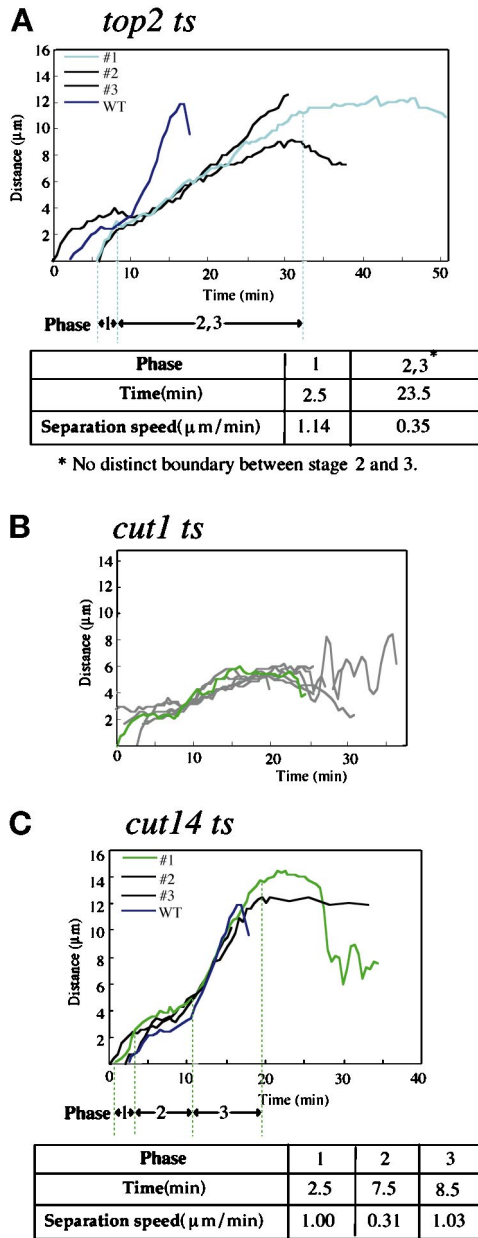 A
top2 ts
16
14
12
10
8
6
4
2
Distance (μm)
#1
#2
#3
WT
0 10 20 30 40 50
Time (min)
Phase 1 2,3
Phase 1 2,3*
Time(min) 2.5 23.5
Separation speed(μm/min) 1.14 0.35
* No distinct boundary between stage 2 and 3.
B
cut1 ts
14
12
10
8
6
4
2
Distance (μm)
0 10 20 30
Time (min)
C
cut14 ts
16
14
12
10
8
6
4
2
Distance (μm)
#1
#2
#3
WT
0 10 20 30 40
Time (min)
Phase 1 2 3
Phase 1 2 3
Time(min) 2.5 7.5 8.5
Separation speed(μm/min) 1.00 0.31 1.03